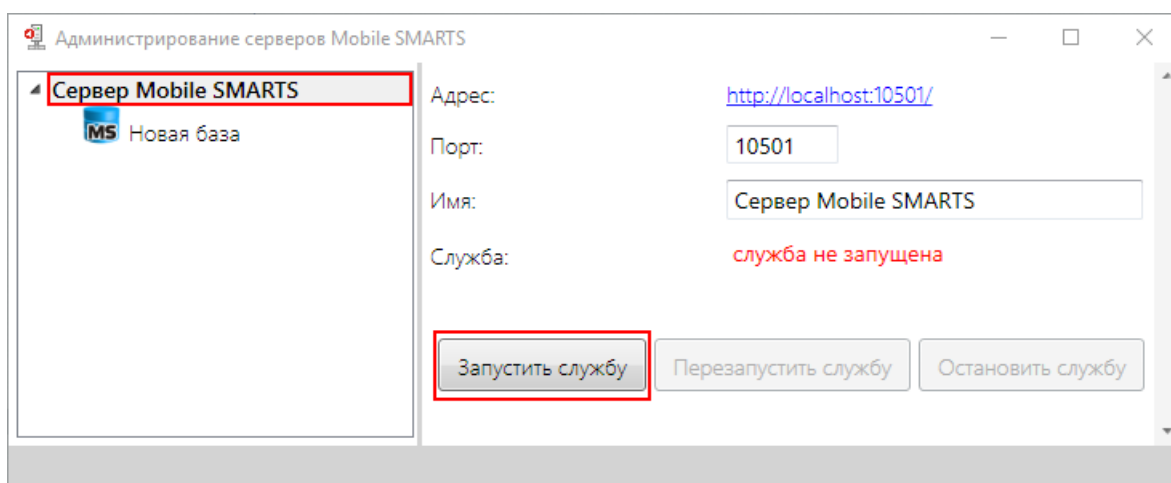 Администрирование серверов Mobile SMARTS
Сервер Mobile SMARTS
MS Новая база
Адрес: http://localhost:10501/
Порт: 10501
Имя: Сервер Mobile SMARTS
Служба: служба не запущена
Запустить службу Перезапустить службу Остановить службу